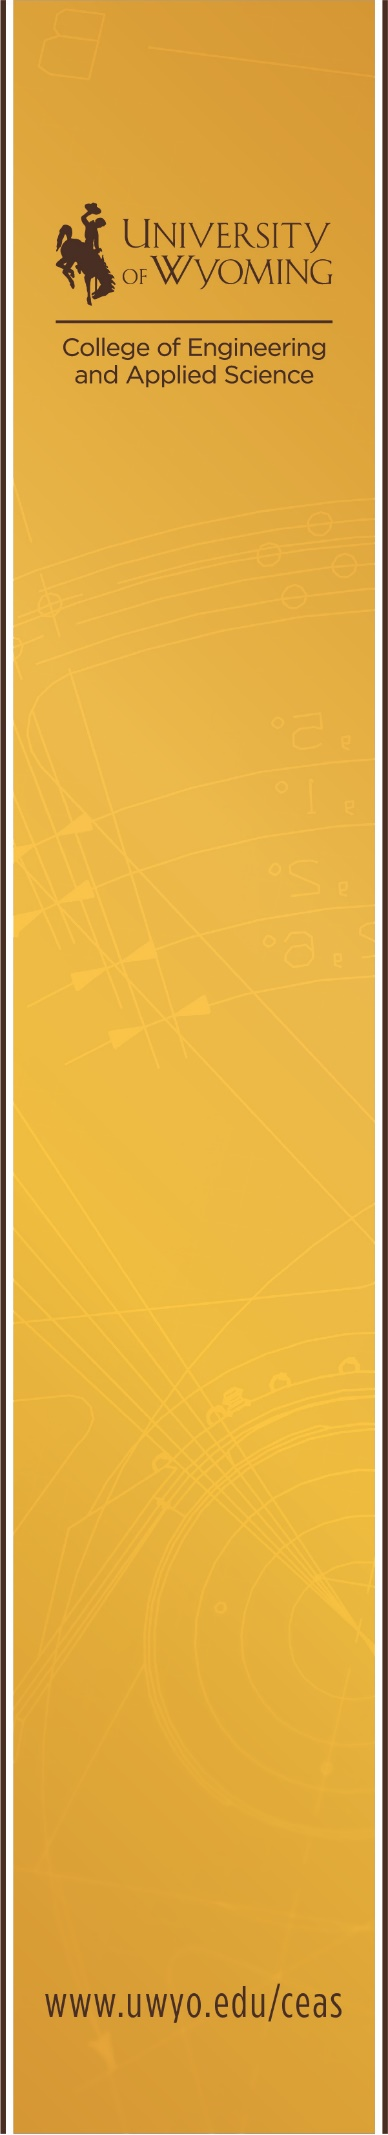 UNIVERSITY
OF WYOMING
College of Engineering
and Applied Science
www.uwyo.edu/ceas